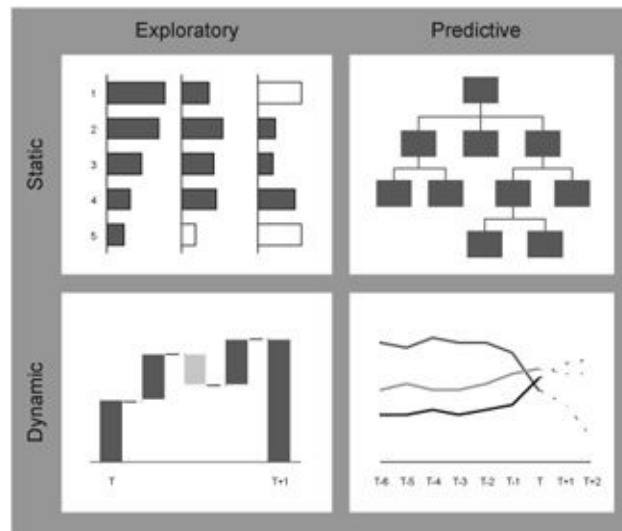 Exploratory Predictive
Static
1
2
3
4
5
Dynamic
T T+1
T-6 T-5 T-4 T-3 T-2 T-1 T T+1 T+2